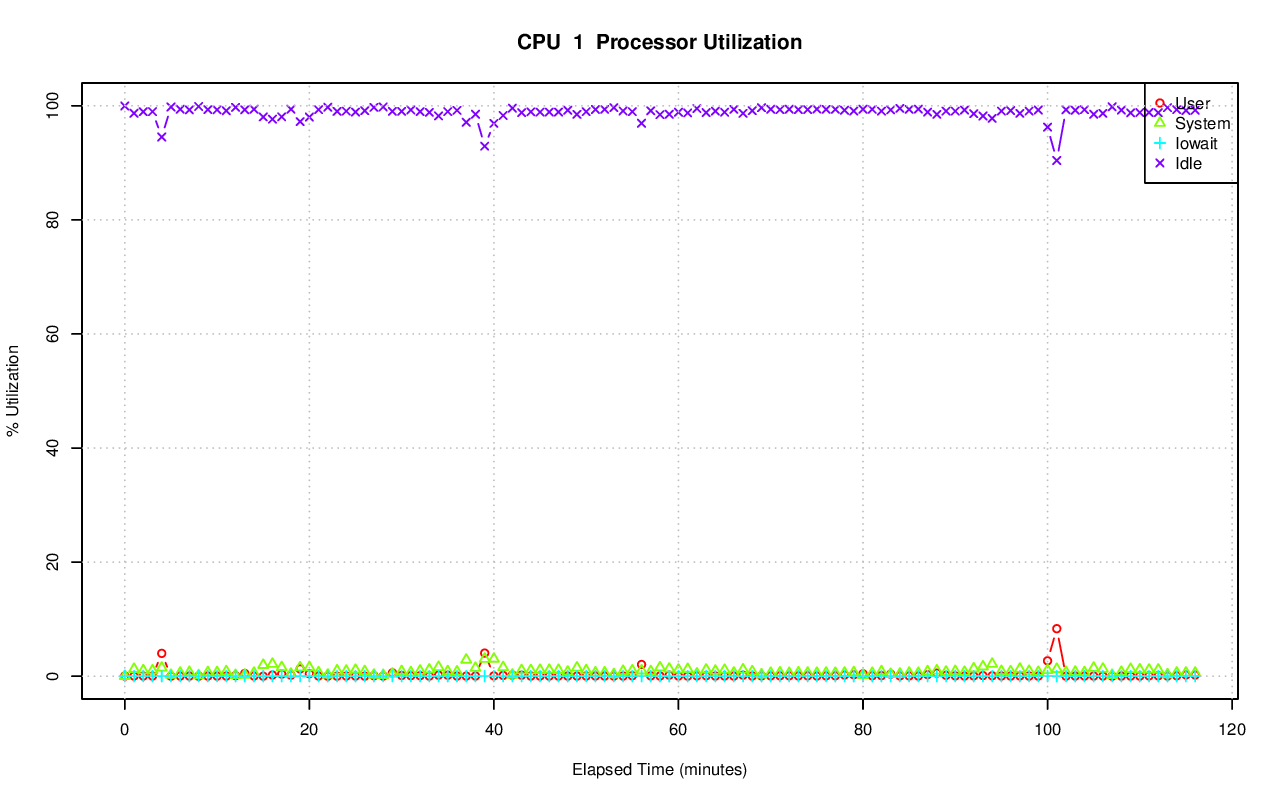 CPU  1  Processor Utilization
100
80
60
40
20
0
% Utilization
User
System
Iowait
Idle
0
20
40
60
80
100
120
Elapsed Time (minutes)